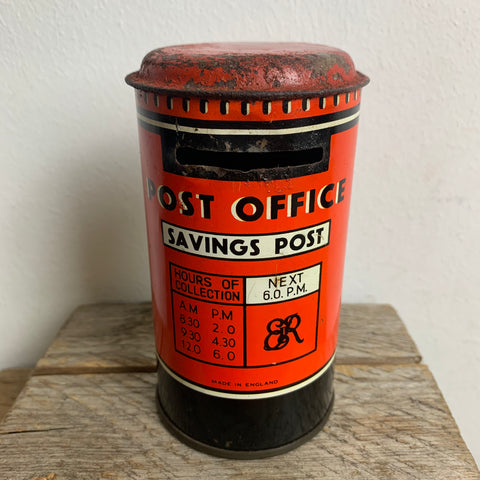 POST OFFICE
SAVINGS POST
HOURS OF
COLLECTION
NEXT
6.0. P.M.
A M P.M
8.30 2.0
9.30 4.30
12.0 6.0
MADE IN ENGLAND